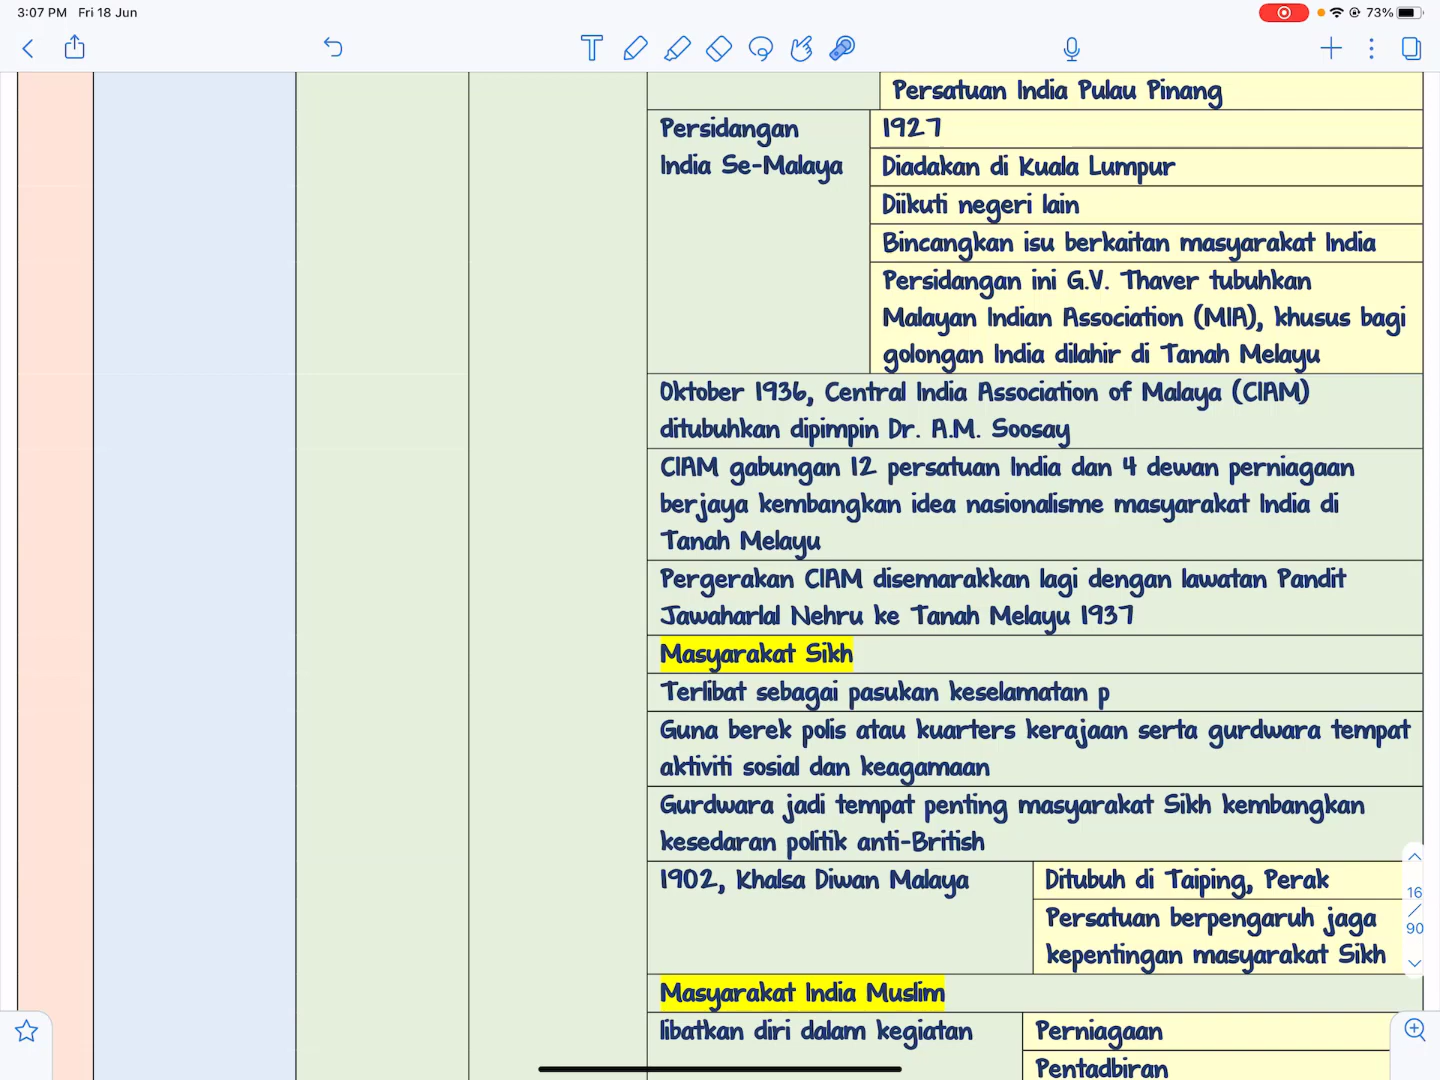 3:07 PM Fri 18 Jun
73%
Persatuan India Pulau Pinang
Persidangan
India Se-Malaya
1927
Diadakan di Kuala Lumpur
Diikuti negeri lain
Bincangkan isu berkaitan masyarakat India
Persidangan ini G.V. Thaver tubuhkan
Malayan Indian Association (MIA), khusus bagi
golongan India dilahir di Tanah Melayu
Oktober 1936, Central India Association of Malaya (CIAM)
ditubuhkan dipimpin Dr. A.M. Soosay
CIAM gabungan 12 persatuan India dan 4 dewan perniagaan
berjaya kembangkan idea nasionalisme masyarakat India di
Tanah Melayu
Pergerakan CIAM disemarakkan lagi dengan lawatan Pandit
Jawaharlal Nehru ke Tanah Melayu 1937
Masyarakat Sikh
Terlibat sebagai pasukan keselamatan p
Guna berek polis atau kuarters kerajaan serta gurdwara tempat
aktiviti sosial dan keagamaan
Gurdwara jadi tempat penting masyarakat Sikh kembangkan
kesedaran politik anti-British
1902, Khalsa Diwan Malaya
Ditubuh di Taiping, Perak
Persatuan berpengaruh jaga
kepentingan masyarakat Sikh
16
/
90
Masyarakat India Muslim
libatkan diri dalam kegiatan
Perniagaan
Pentadbiran